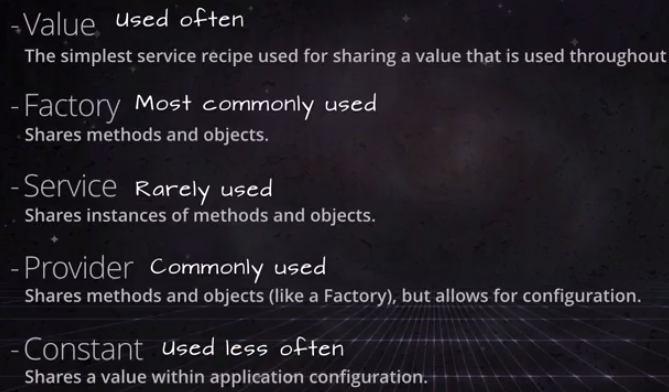 -Value Used often
The simplest service recipe used for sharing a value that is used throughout
-Factory Most commonly used
Shares methods and objects.
-Service Rarely used
Shares instances of methods and objects.
-Provider Commonly used
Shares methods and objects (like a Factory), but allows for configuration.
-Constant Used less often
Shares a value within application configuration.